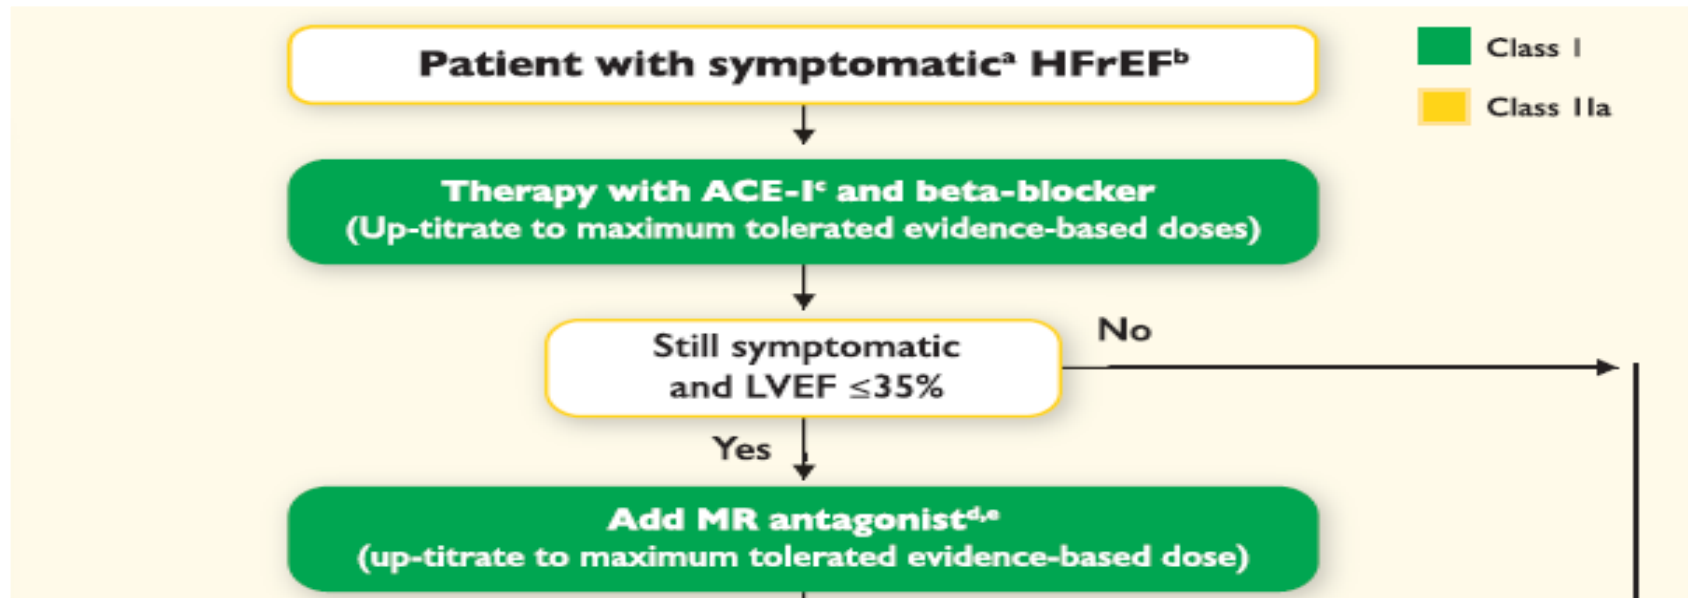 Patient with symptomaticᵃ HFrEFᵇ
Class I
Class IIa
Therapy with ACE-Iᶜ and beta-blocker
(Up-titrate to maximum tolerated evidence-based doses)
Still symptomatic
and LVEF ≤35%
No
Yes
Add MR antagonistᵈ,ᵉ
(up-titrate to maximum tolerated evidence-based dose)